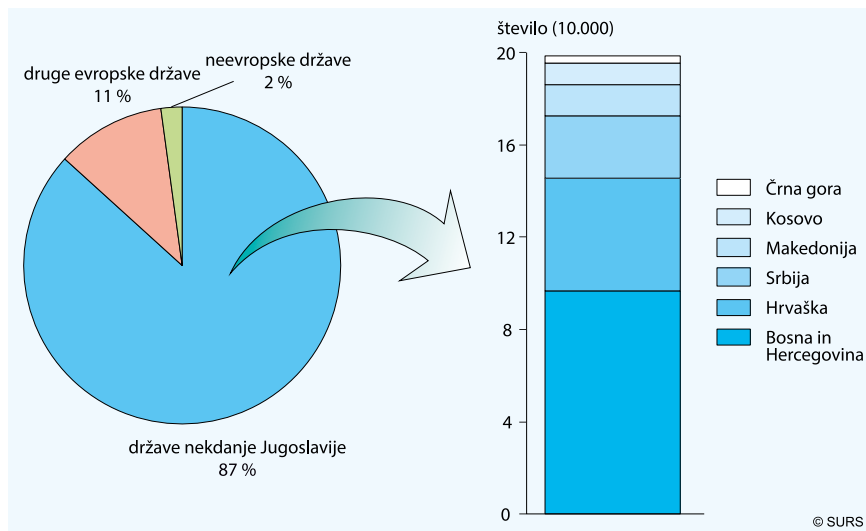 neevropske države
2 %
druge evropske države
11 %
države nekdanje Jugoslavije
87 %
število (10.000)
20
16
12
8
4
0
Črna gora
Kosovo
Makedonija
Srbija
Hrvaška
Bosna in
Hercegovina
© SURS